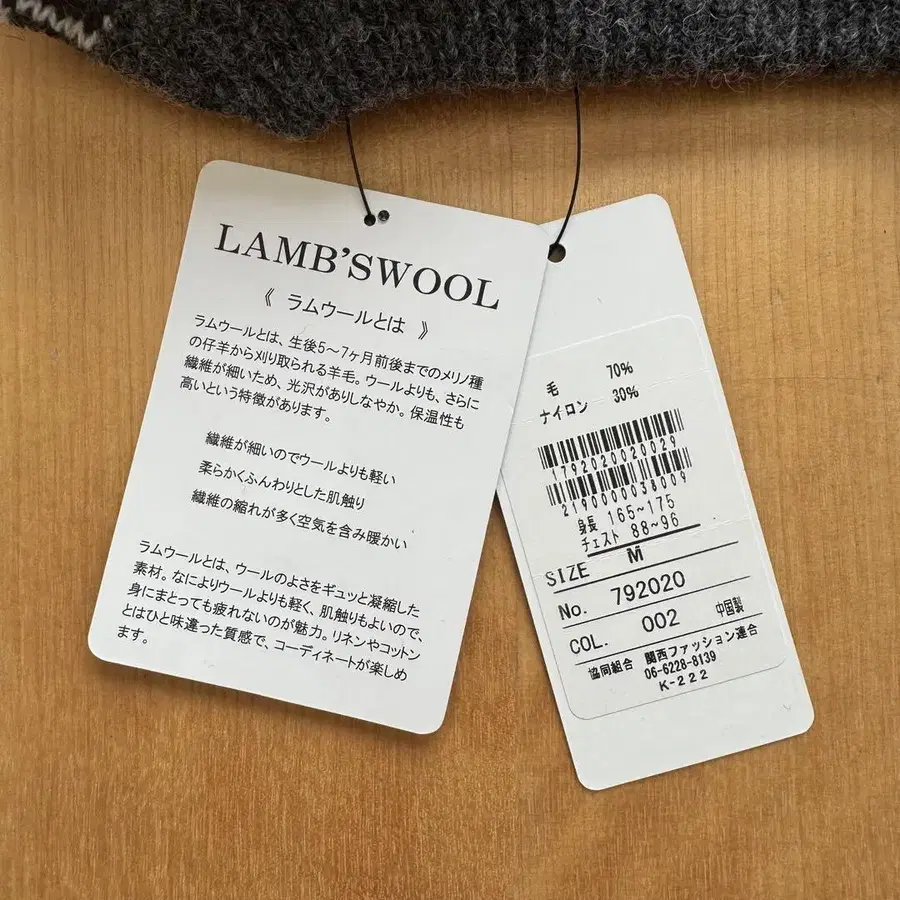 LAMB'SWOOL
《 ラムウールとは 》
ラムウールとは、生後5～7ヶ月前後までのメリノ種
の仔羊から刈り取られる羊毛。ウールよりも、さらに
繊維が細いため、光沢がありしなやか。保温性も
高いという特徴があります。
繊維が細いのでウールよりも軽い
柔らかくふんわりとした肌触り
繊維の縮れが多く空気を含み暖かい
ラムウールとは、ウールのよさをギュッと凝縮した
素材。なによりウールよりも軽く、肌触りもよいので、
身にまとっても疲れないのが魅力。リネンやコットン
とはひと味違った質感で、コーディネートが楽しめ
ます。
毛 70%
ナイロン 30%
1792020020029
2190000038009
身長 165~175
チェスト 88~96
SIZE M
No. 792020
COL. 002 中国製
協同組合 関西ファッション連合
06-6228-8139
K-222